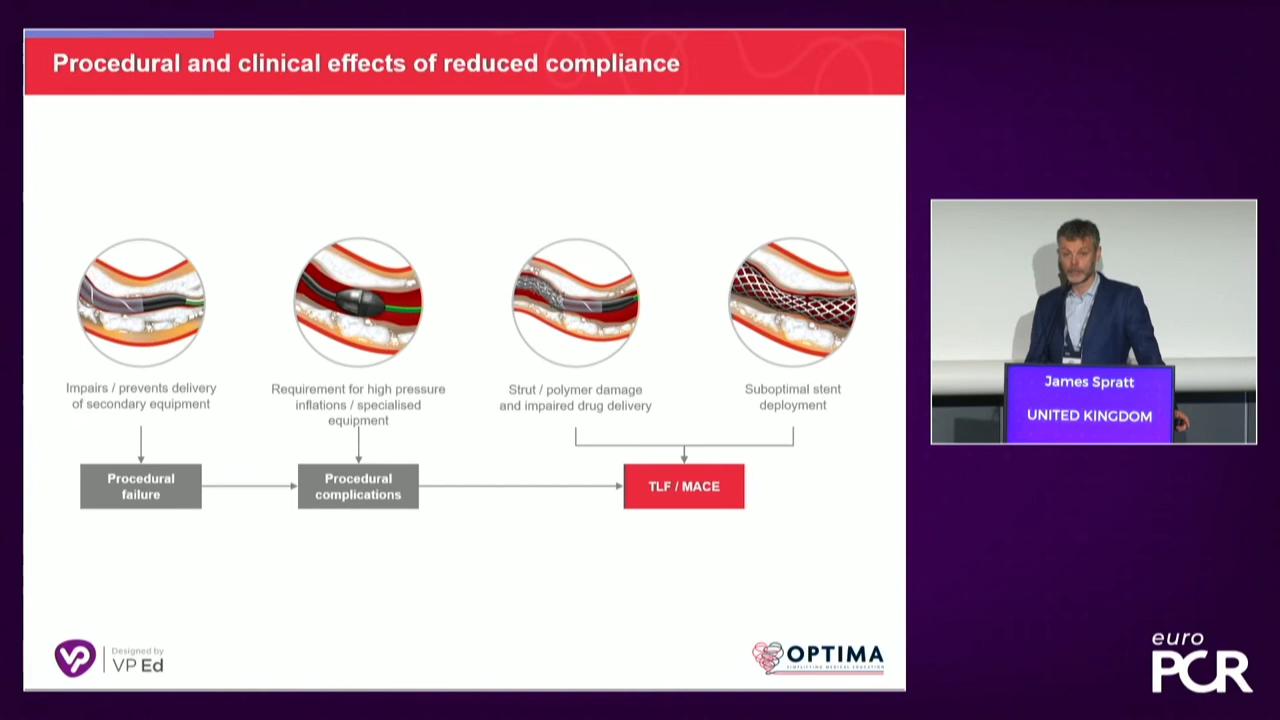 Procedural and clinical effects of reduced compliance
Impairs / prevents delivery
of secondary equipment
Requirement for high pressure
inflations / specialised
equipment
Strut / polymer damage
and impaired drug delivery
Suboptimal stent
deployment
Procedural
failure
Procedural
complications
TLF / MACE
VP
Designed by
VP Ed
OPTIMA
SIMPLIFYING MEDICAL EDUCATION
James Spratt
UNITED KINGDOM
euro
PCR